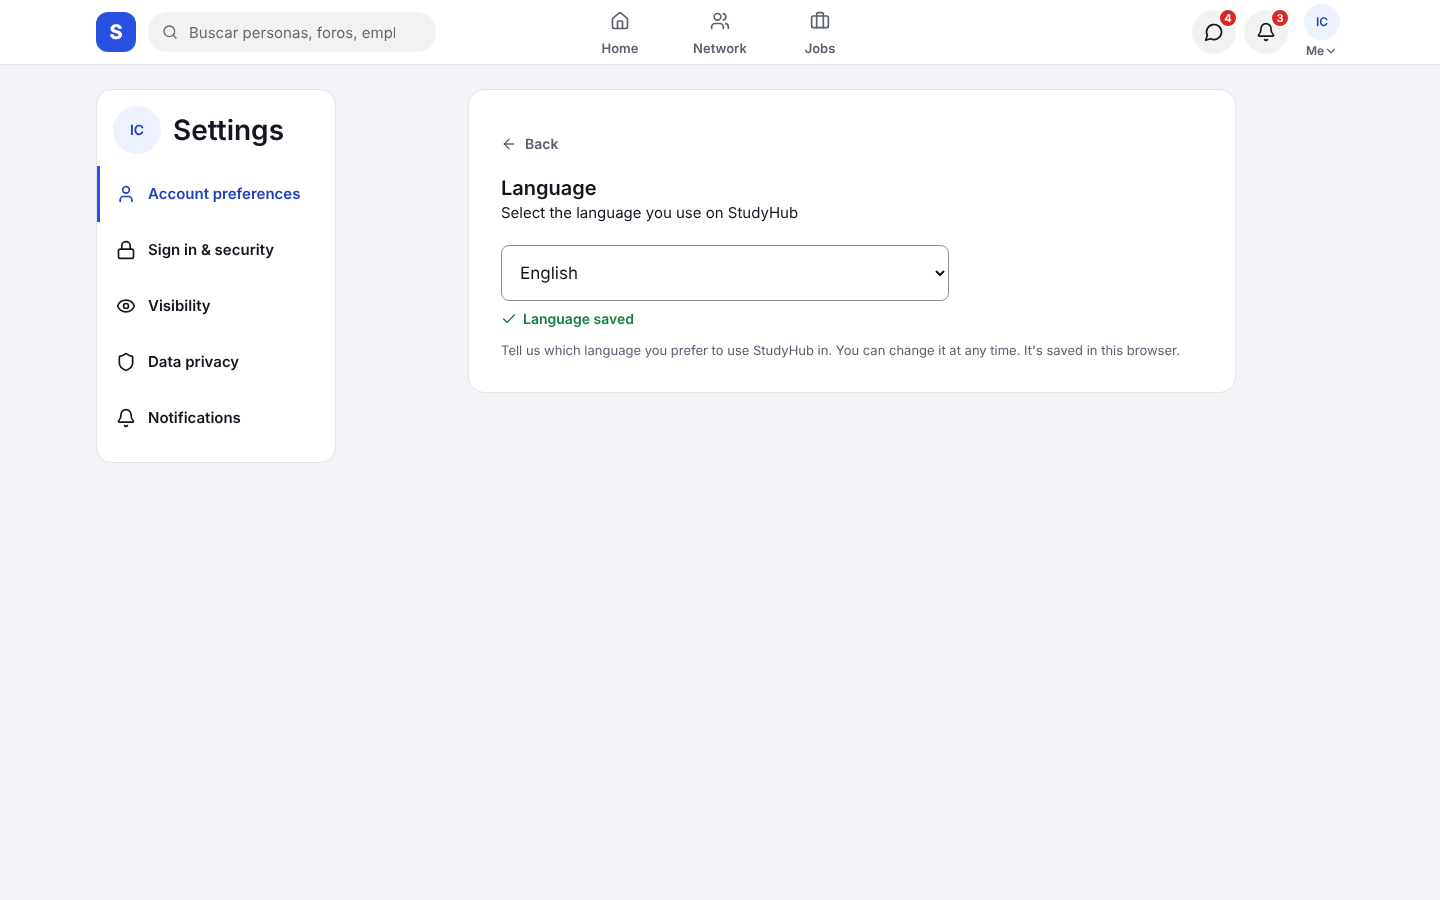 S
Buscar personas, foros, empl
Home
Network
Jobs
4
3
IC
Me
IC
Settings
Account preferences
Sign in & security
Visibility
Data privacy
Notifications
Back
Language
Select the language you use on StudyHub
English
Language saved
Tell us which language you prefer to use StudyHub in. You can change it at any time. It's saved in this browser.